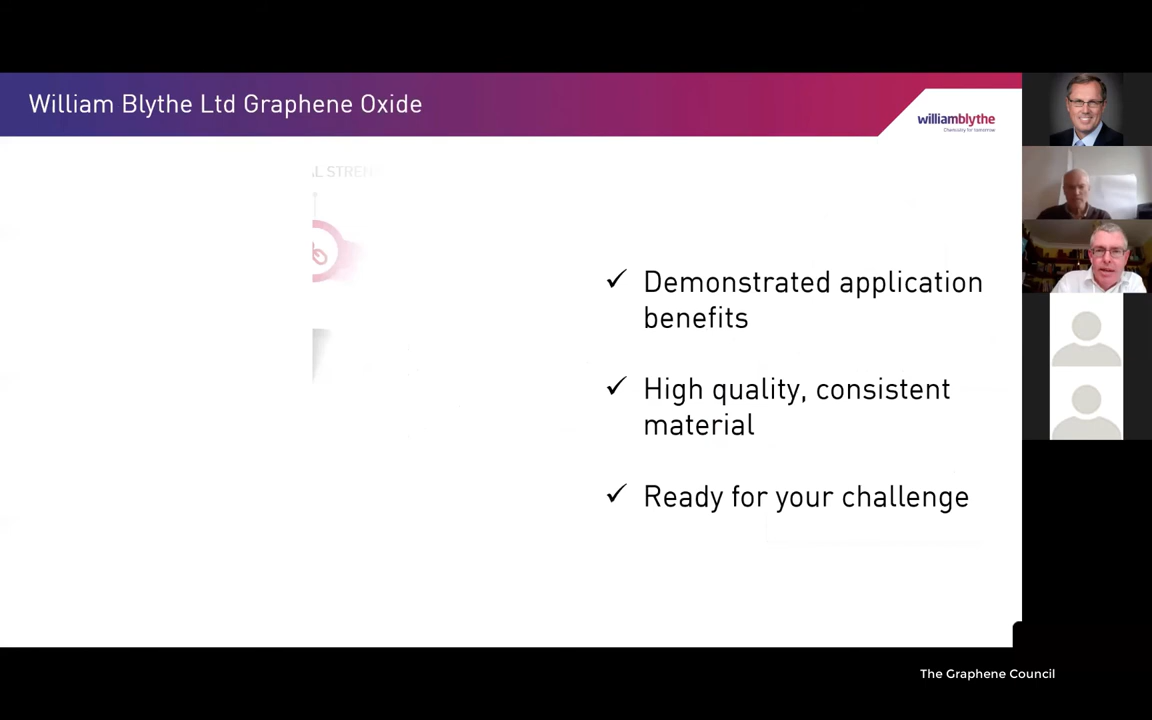 William Blythe Ltd Graphene Oxide
williamblythe
Chemistry for tomorrow
Demonstrated application
benefits
High quality, consistent
material
Ready for your challenge
The Graphene Council